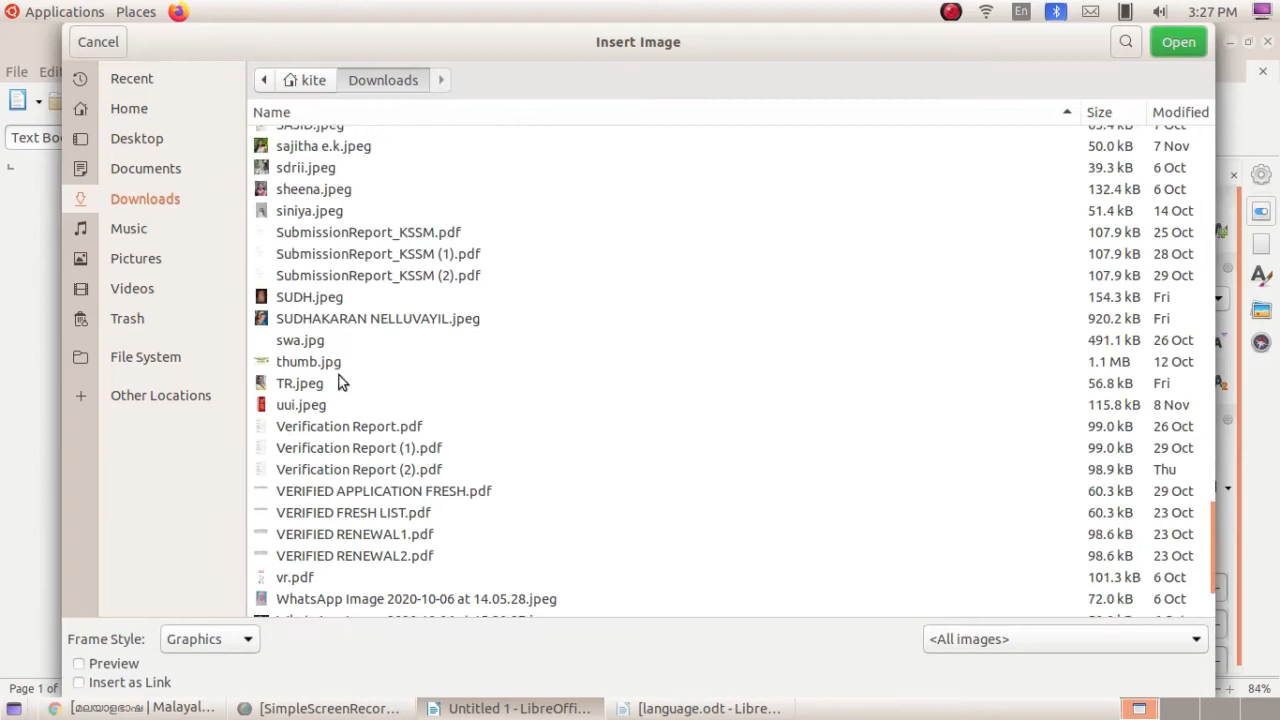 Applications Places En 3:27 PM
Cancel Insert Image Open
File
Recent kite Downloads
Home Name Size Modified
Desktop
sajitha e.k.jpeg 50.0 kB 7 Nov
Documents sdrii.jpeg 39.3 kB 6 Oct
Downloads sheena.jpeg 132.4 kB 6 Oct
siniya.jpeg 51.4 kB 14 Oct
Music SubmissionReport_KSSM.pdf 107.9 kB 25 Oct
Pictures SubmissionReport_KSSM (1).pdf 107.9 kB 28 Oct
SubmissionReport_KSSM (2).pdf 107.9 kB 29 Oct
Videos SUDH.jpeg 154.3 kB Fri
Trash SUDHAKARAN NELLUVAYIL.jpeg 920.2 kB Fri
swa.jpg 491.1 kB 26 Oct
File System thumb.jpg 1.1 MB 12 Oct
TR.jpeg 56.8 kB Fri
Other Locations uui.jpeg 115.8 kB 8 Nov
Verification Report.pdf 99.0 kB 26 Oct
Verification Report (1).pdf 99.0 kB 29 Oct
Verification Report (2).pdf 98.9 kB Thu
VERIFIED APPLICATION FRESH.pdf 60.3 kB 29 Oct
VERIFIED FRESH LIST.pdf 60.3 kB 23 Oct
VERIFIED RENEWAL1.pdf 98.6 kB 23 Oct
VERIFIED RENEWAL2.pdf 98.6 kB 23 Oct
vr.pdf 101.3 kB 6 Oct
WhatsApp Image 2020-10-06 at 14.05.28.jpeg 72.0 kB 6 Oct
Frame Style: Graphics <All images>
Preview
Insert as Link
Page 1 of 84%
[മലയാളഭാഷ | Malayal... [SimpleScreenRecor... Untitled 1 - LibreOffi... [language.odt - Libre...